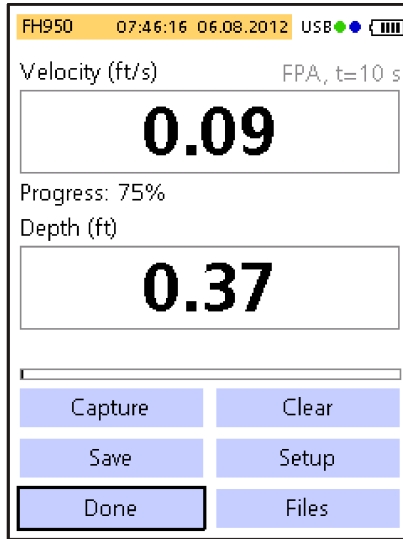 FH950 07:46:16 06.08.2012 USB
Velocity (ft/s) FPA, t=10 s
0.09
Progress: 75%
Depth (ft)
0.37
Capture Clear
Save Setup
Done Files